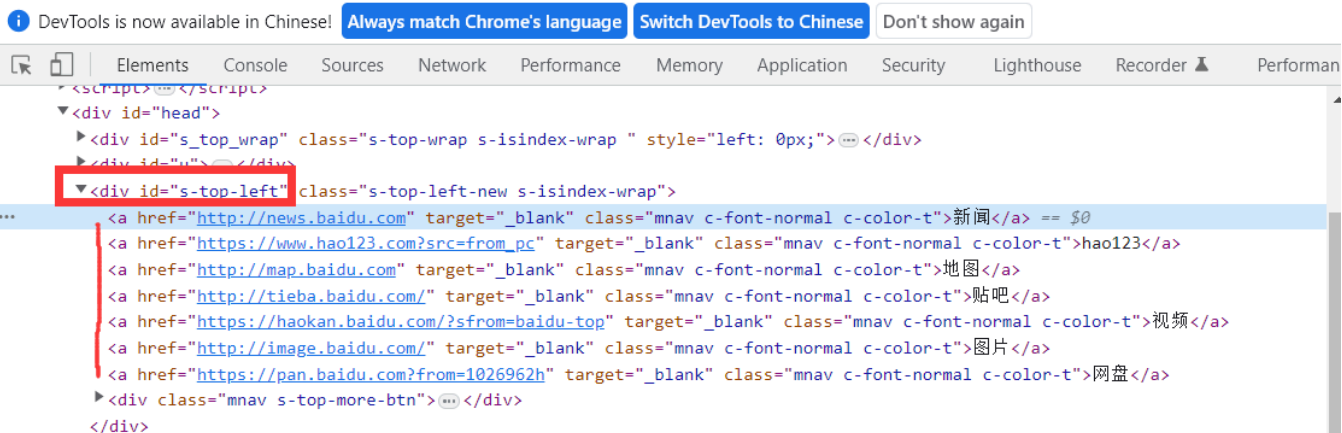 DevTools is now available in Chinese! Always match Chrome's language Switch DevTools to Chinese Don't show again
Elements Console Sources Network Performance Memory Application Security Lighthouse Recorder Performan
<script>…</script>
<div id="head">
<div id="s_top_wrap" class="s-top-wrap s-isindex-wrap " style="left: 0px;">…</div>
<div id="u">…</div>
<div id="s-top-left" class="s-top-left-new s-isindex-wrap">
… <a href="http://news.baidu.com" target="_blank" class="mnav c-font-normal c-color-t">新闻</a> == $0
<a href="https://www.hao123.com?src=from_pc" target="_blank" class="mnav c-font-normal c-color-t">hao123</a>
<a href="http://map.baidu.com" target="_blank" class="mnav c-font-normal c-color-t">地图</a>
<a href="http://tieba.baidu.com/" target="_blank" class="mnav c-font-normal c-color-t">贴吧</a>
<a href="https://haokan.baidu.com/?sfrom=baidu-top" target="_blank" class="mnav c-font-normal c-color-t">视频</a>
<a href="http://image.baidu.com/" target="_blank" class="mnav c-font-normal c-color-t">图片</a>
<a href="https://pan.baidu.com?from=1026962h" target="_blank" class="mnav c-font-normal c-color-t">网盘</a>
<div class="mnav s-top-more-btn">…</div>
</div>